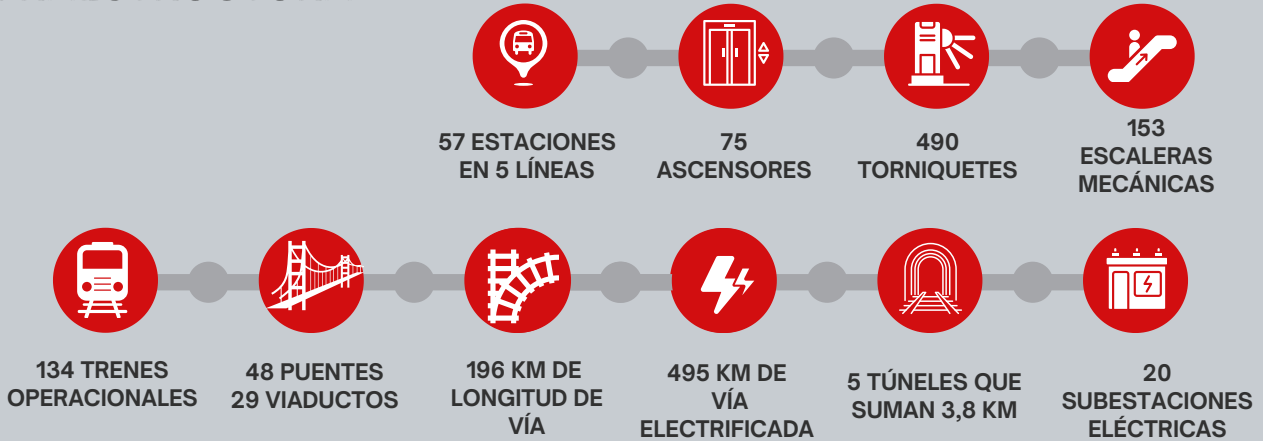 57 ESTACIONES
EN 5 LÍNEAS
75
ASCENSORES
490
TORNIQUETES
153
ESCALERAS
MECÁNICAS
134 TRENES
OPERACIONALES
48 PUENTES
29 VIADUCTOS
196 KM DE
LONGITUD DE
VÍA
495 KM DE
VÍA
ELECTRIFICADA
5 TÚNELES QUE
SUMAN 3,8 KM
20
SUBESTACIONES
ELÉCTRICAS